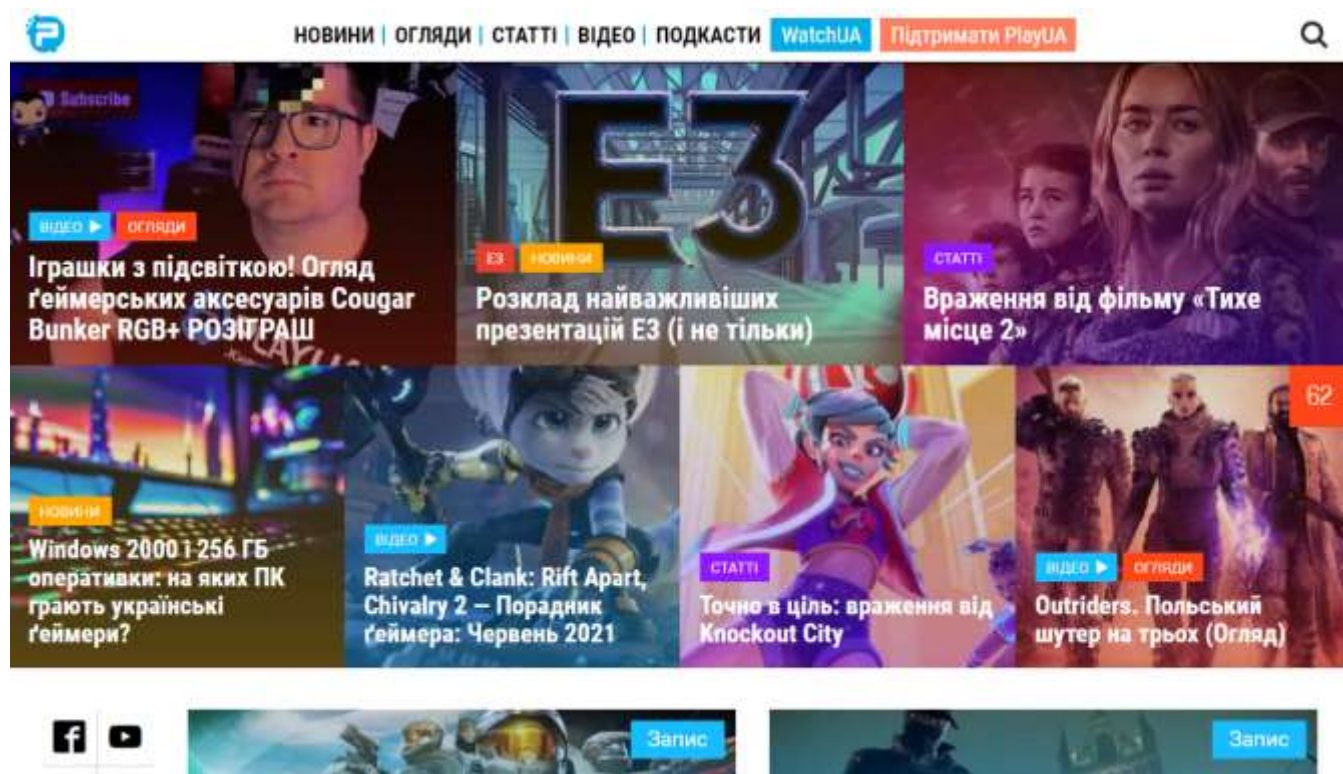 НОВИНИ | ОГЛЯДИ | СТАТТІ | ВІДЕО | ПОДКАСТИ WatchUA Підтримати PlayUA
Subscribe
ВІДЕО ОГЛЯДИ
Іграшки з підсвіткою! Огляд
ґеймерських аксесуарів Cougar
Bunker RGB+ РОЗІГРАШ
PLAYUA
E3
E3 НОВИНИ
Розклад найважливіших
презентацій E3 (і не тільки)
СТАТТІ
Враження від фільму «Тихе
місце 2»
НОВИНИ
Windows 2000 і 256 ГБ
оперативки: на яких ПК
грають українські
ґеймери?
ВІДЕО
Ratchet & Clank: Rift Apart,
Chivalry 2 — Порадник
ґеймера: Червень 2021
СТАТТІ
Точно в ціль: враження від
Knockout City
62
ВІДЕО ОГЛЯДИ
Outriders. Польський
шутер на трьох (Огляд)
Запис
Запис